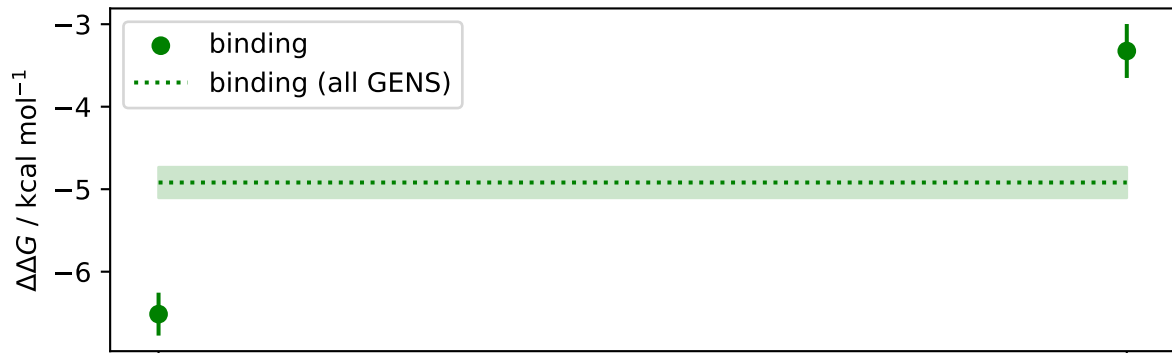 −3
−4
−5
−6
ΔΔG / kcal mol⁻¹
binding
binding (all GENS)